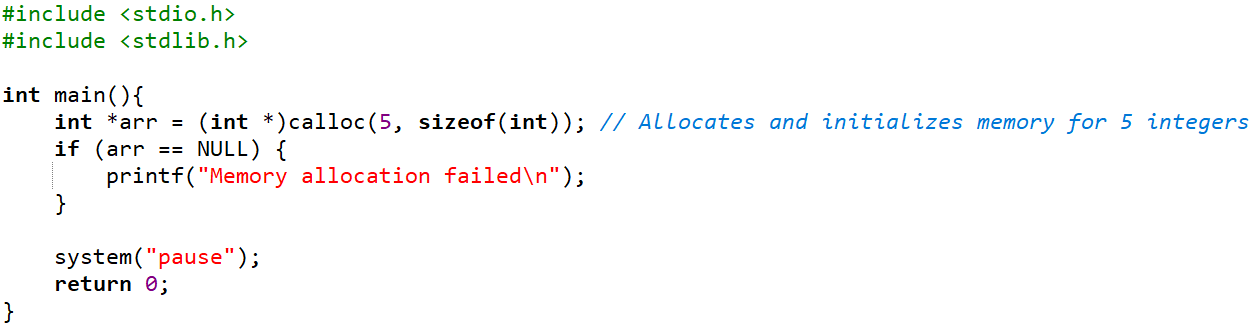 #include <stdio.h>
#include <stdlib.h>

int main(){
    int *arr = (int *)calloc(5, sizeof(int)); // Allocates and initializes memory for 5 integers
    if (arr == NULL) {
        printf("Memory allocation failed\n");
    }

    system("pause");
    return 0;
}